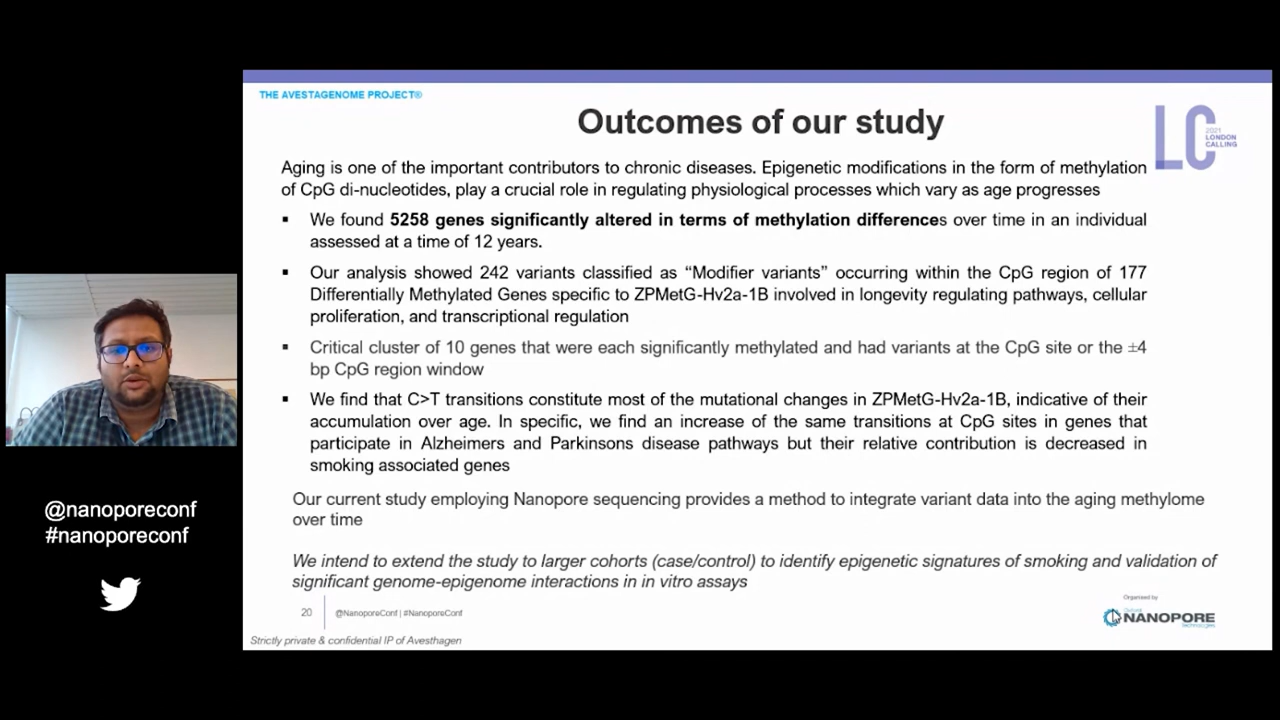 THE AVESTAGENOME PROJECT®
Outcomes of our study
LC
2021
LONDON
CALLING
Aging is one of the important contributors to chronic diseases. Epigenetic modifications in the form of methylation
of CpG di-nucleotides, play a crucial role in regulating physiological processes which vary as age progresses
▪ We found 5258 genes significantly altered in terms of methylation differences over time in an individual
assessed at a time of 12 years.
▪ Our analysis showed 242 variants classified as “Modifier variants” occurring within the CpG region of 177
Differentially Methylated Genes specific to ZPMetG-Hv2a-1B involved in longevity regulating pathways, cellular
proliferation, and transcriptional regulation
▪ Critical cluster of 10 genes that were each significantly methylated and had variants at the CpG site or the ±4
bp CpG region window
▪ We find that C>T transitions constitute most of the mutational changes in ZPMetG-Hv2a-1B, indicative of their
accumulation over age. In specific, we find an increase of the same transitions at CpG sites in genes that
participate in Alzheimers and Parkinsons disease pathways but their relative contribution is decreased in
smoking associated genes
Our current study employing Nanopore sequencing provides a method to integrate variant data into the aging methylome
over time
We intend to extend the study to larger cohorts (case/control) to identify epigenetic signatures of smoking and validation of
significant genome-epigenome interactions in in vitro assays
20
@NanoporeConf | #NanoporeConf
Organised by
Oxford
NANOPORE
Technologies
Strictly private & confidential IP of Avesthagen
@nanoporeconf
#nanoporeconf